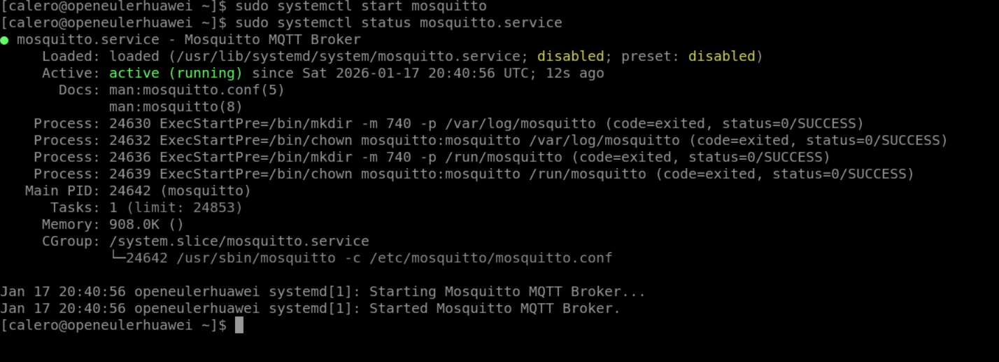 [calero@openeulerhuawei ~]$ sudo systemctl start mosquitto
[calero@openeulerhuawei ~]$ sudo systemctl status mosquitto.service
● mosquitto.service - Mosquitto MQTT Broker
     Loaded: loaded (/usr/lib/systemd/system/mosquitto.service; disabled; preset: disabled)
     Active: active (running) since Sat 2026-01-17 20:40:56 UTC; 12s ago
       Docs: man:mosquitto.conf(5)
             man:mosquitto(8)
    Process: 24630 ExecStartPre=/bin/mkdir -m 740 -p /var/log/mosquitto (code=exited, status=0/SUCCESS)
    Process: 24632 ExecStartPre=/bin/chown mosquitto:mosquitto /var/log/mosquitto (code=exited, status=0/SUCCESS)
    Process: 24636 ExecStartPre=/bin/mkdir -m 740 -p /run/mosquitto (code=exited, status=0/SUCCESS)
    Process: 24639 ExecStartPre=/bin/chown mosquitto:mosquitto /run/mosquitto (code=exited, status=0/SUCCESS)
   Main PID: 24642 (mosquitto)
      Tasks: 1 (limit: 24853)
     Memory: 908.0K ()
     CGroup: /system.slice/mosquitto.service
             └─24642 /usr/sbin/mosquitto -c /etc/mosquitto/mosquitto.conf

Jan 17 20:40:56 openeulerhuawei systemd[1]: Starting Mosquitto MQTT Broker...
Jan 17 20:40:56 openeulerhuawei systemd[1]: Started Mosquitto MQTT Broker.
[calero@openeulerhuawei ~]$